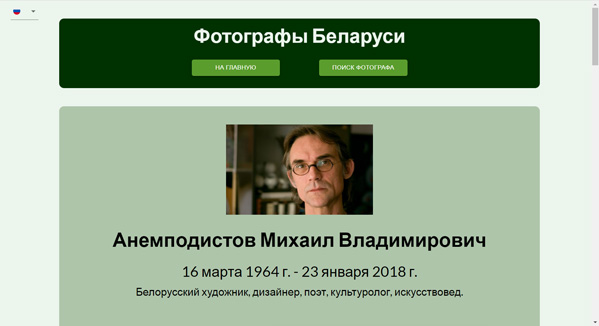 Фотографы Беларуси
НА ГЛАВНУЮ
ПОИСК ФОТОГРАФА
Анемподистов Михаил Владимирович
16 марта 1964 г. - 23 января 2018 г.
Белорусский художник, дизайнер, поэт, культуролог, искусствовед.